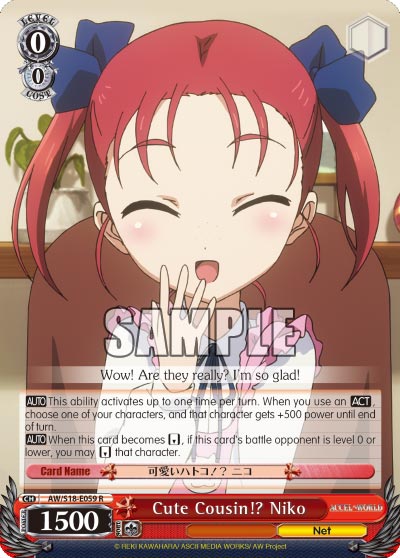 LEVEL
0
0
COST
SAMPLE
Wow! Are they really? I'm so glad!
AUTO This ability activates up to one time per turn. When you use an ACT,
choose one of your characters, and that character gets +500 power until end
of turn.
AUTO When this card becomes [▼], if this card's battle opponent is level 0 or
lower, you may [▼] that character.
Card Name 可愛いハトコ!? ニコ
CH AW/S18-E059 R
1500
Cute Cousin!? Niko
ACCEL WORLD
Net
© REKI KAWAHARA/ ASCII MEDIA WORKS/ AW Project